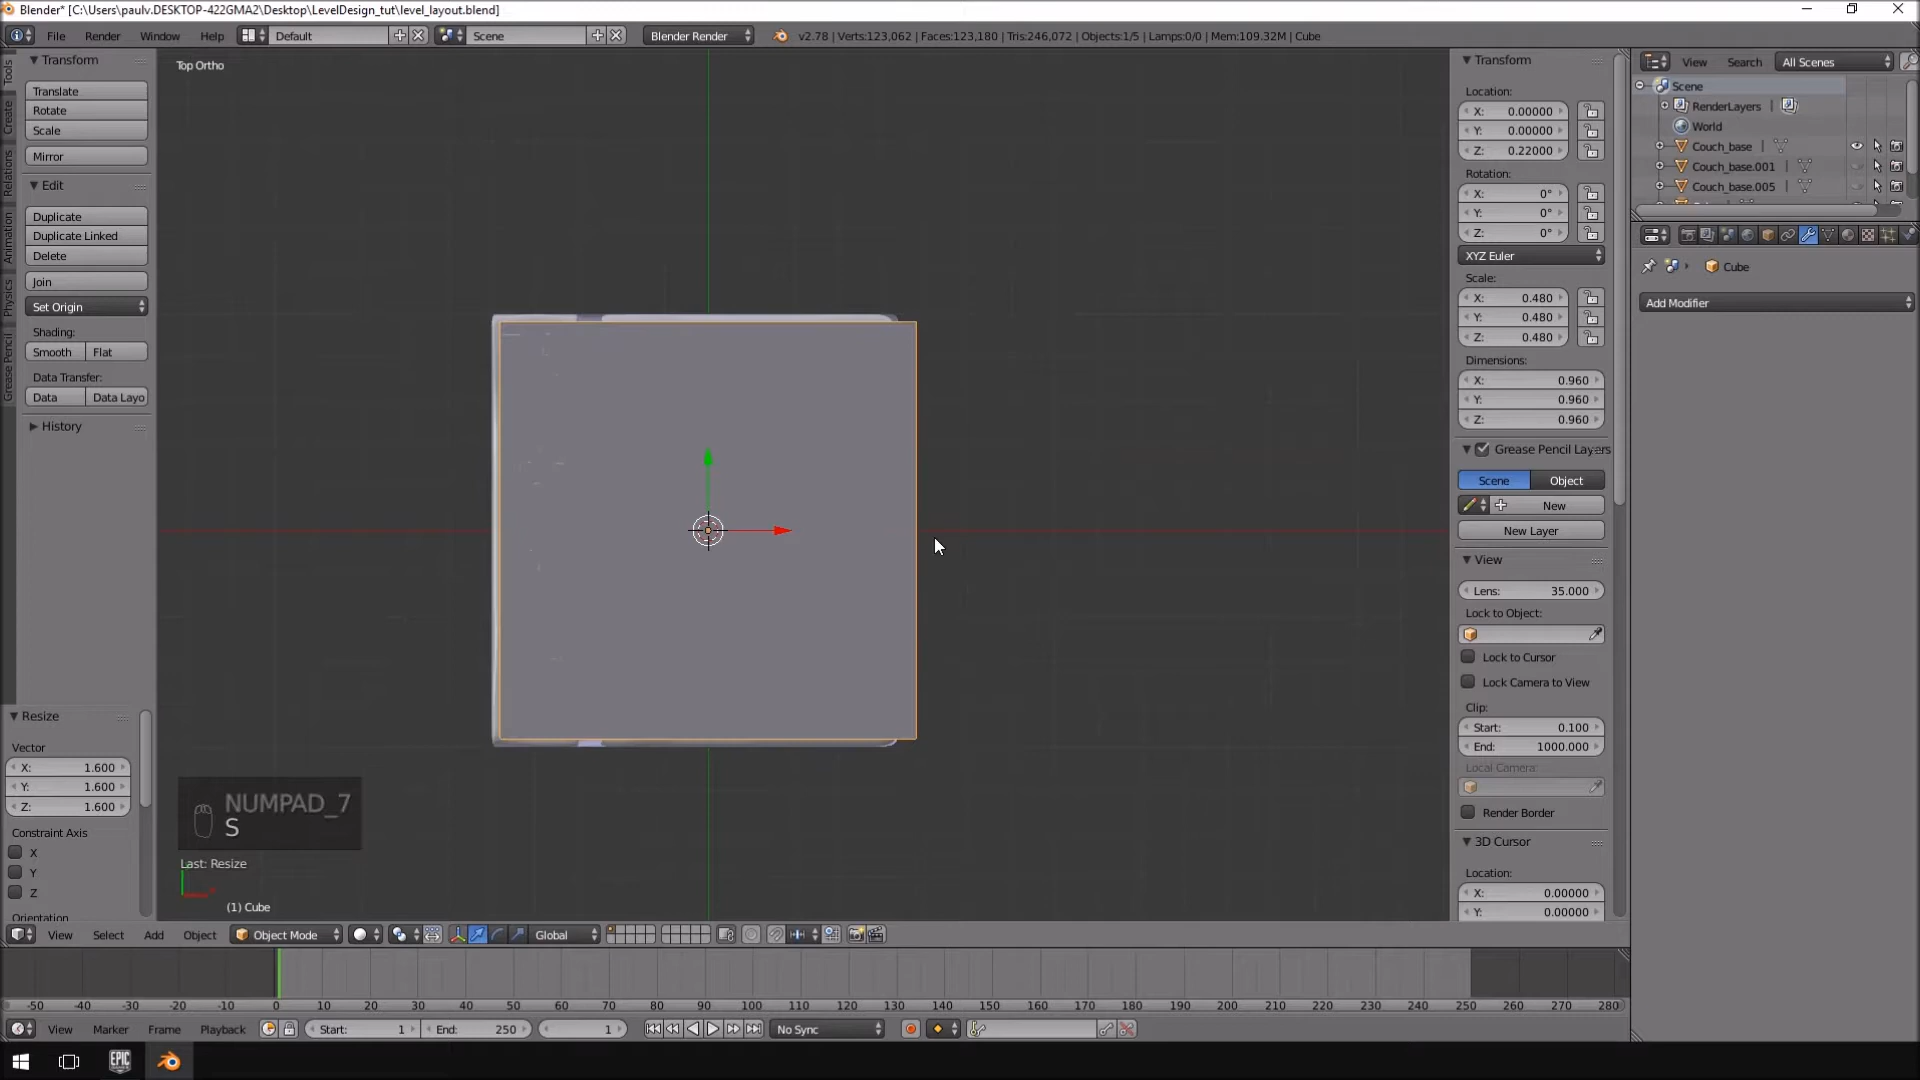 Blender* [C:\Users\paulv.DESKTOP-422GMA2\Desktop\LevelDesign_tut\level_layout.blend]
File Render Window Help Default Scene Blender Render v2.78 | Verts:123,062 | Faces:123,180 | Tris:246,072 | Objects:1/5 | Lamps:0/0 | Mem:109.32M | Cube
Tools
Create
Relations
Animation
Physics
Grease Pencil
Transform
Translate
Rotate
Scale
Mirror
Edit
Duplicate
Duplicate Linked
Delete
Join
Set Origin
Shading:
Smooth Flat
Data Transfer:
Data Data Layo
History
Resize
Vector
X: 1.600
Y: 1.600
Z: 1.600
Constraint Axis
X
Y
Z
Orientation
Top Ortho
NUMPAD_7
S
Last: Resize
(1) Cube
Transform
Location:
X: 0.00000
Y: 0.00000
Z: 0.22000
Rotation:
X: 0°
Y: 0°
Z: 0°
XYZ Euler
Scale:
X: 0.480
Y: 0.480
Z: 0.480
Dimensions:
X: 0.960
Y: 0.960
Z: 0.960
Grease Pencil Layers
Scene Object
New
New Layer
View
Lens: 35.000
Lock to Object:
Lock to Cursor
Lock Camera to View
Clip:
Start: 0.100
End: 1000.000
Local Camera:
Render Border
3D Cursor
Location:
X: 0.00000
Y: 0.00000
View Search All Scenes
Scene
RenderLayers |
World
Couch_base |
Couch_base.001 |
Couch_base.005 |
Cube
Add Modifier
View Select Add Object Object Mode Global
-50 -40 -30 -20 -10 0 10 20 30 40 50 60 70 80 90 100 110 120 130 140 150 160 170 180 190 200 210 220 230 240 250 260 270 280
View Marker Frame Playback Start: 1 End: 250 1 No Sync
EPIC